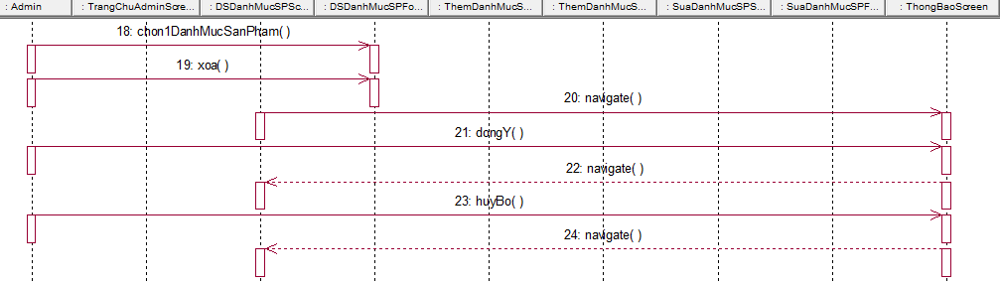 : Admin
: TrangChuAdminScre...
: DSDanhMucSPSc...
: DSDanhMucSPFo...
: ThemDanhMucS...
: ThemDanhMucS...
: SuaDanhMucSPS...
: SuaDanhMucSPF...
: ThongBaoScreen
18: chon1DanhMucSanPham( )
19: xoa( )
20: navigate( )
21: dongY( )
22: navigate( )
23: huyBo( )
24: navigate( )